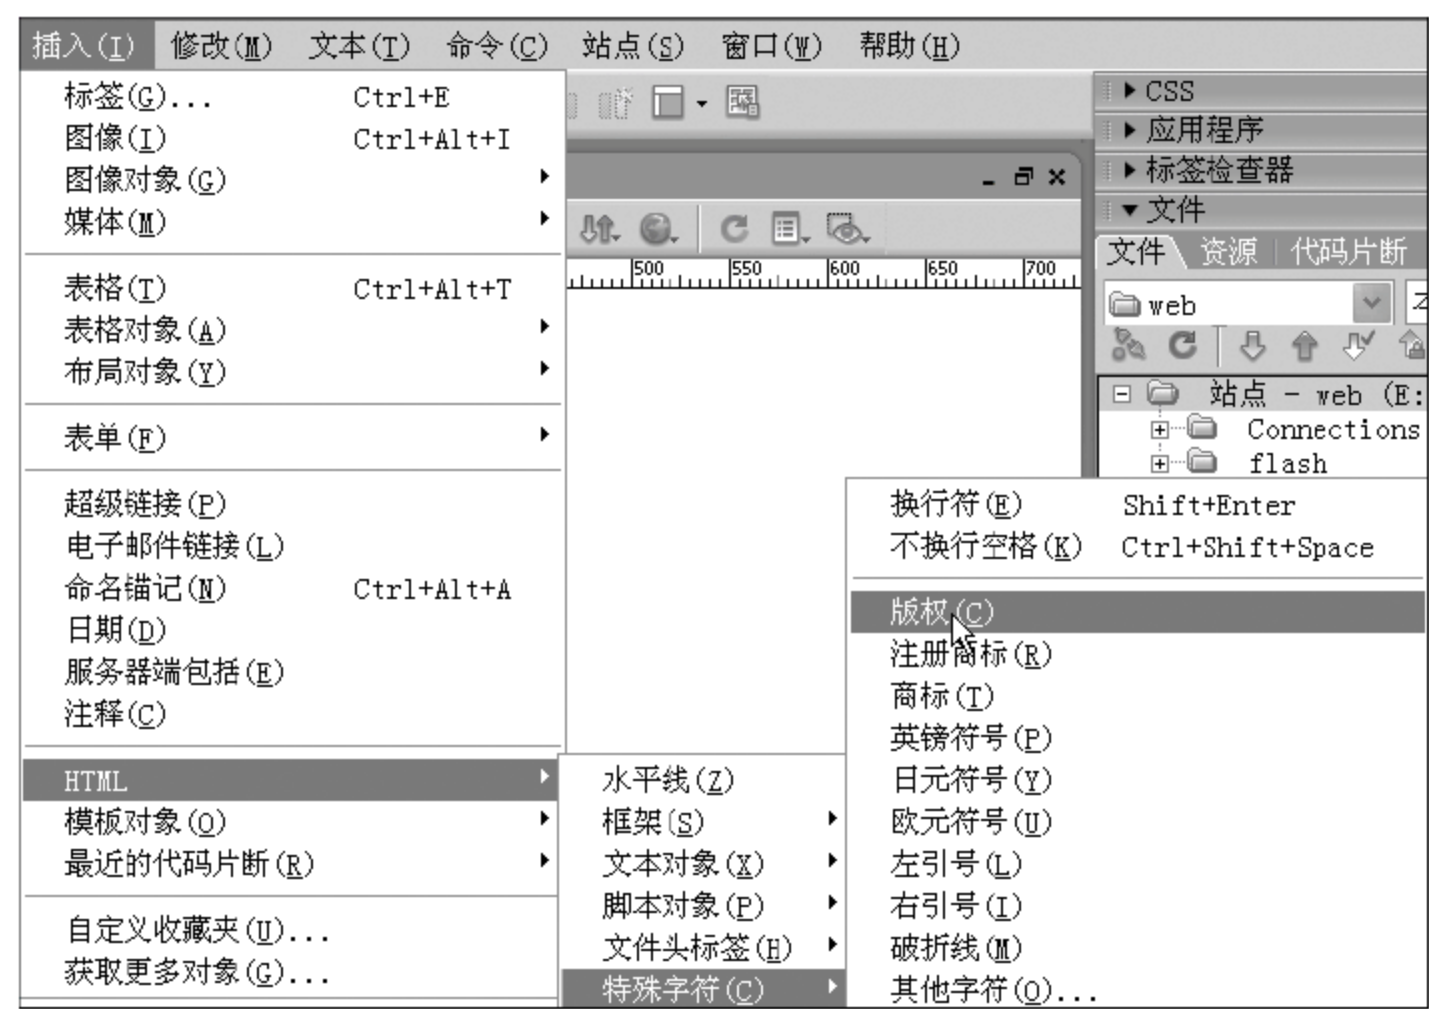 插入(I) 修改(M) 文本(T) 命令(C) 站点(S) 窗口(W) 帮助(H)
标签(G)... Ctrl+E
图像(I) Ctrl+Alt+I
图像对象(G)
媒体(M)
表格(T) Ctrl+Alt+T
表格对象(A)
布局对象(Y)
表单(F)
超级链接(P)
电子邮件链接(L)
命名锚记(N) Ctrl+Alt+A
日期(D)
服务器端包括(E)
注释(C)
HTML
模板对象(O)
最近的代码片断(R)
自定义收藏夹(U)...
获取更多对象(G)...
水平线(Z)
框架(S)
文本对象(X)
脚本对象(P)
文件头标签(H)
特殊字符(C)
换行符(E) Shift+Enter
不换行空格(K) Ctrl+Shift+Space
版权(C)
注册商标(R)
商标(T)
英镑符号(P)
日元符号(Y)
欧元符号(U)
左引号(L)
右引号(I)
破折线(M)
其他字符(O)...
500 550 600 650 700
CSS
应用程序
标签检查器
文件
文件 资源 代码片断
web
站点 - web (E:
Connections
flash